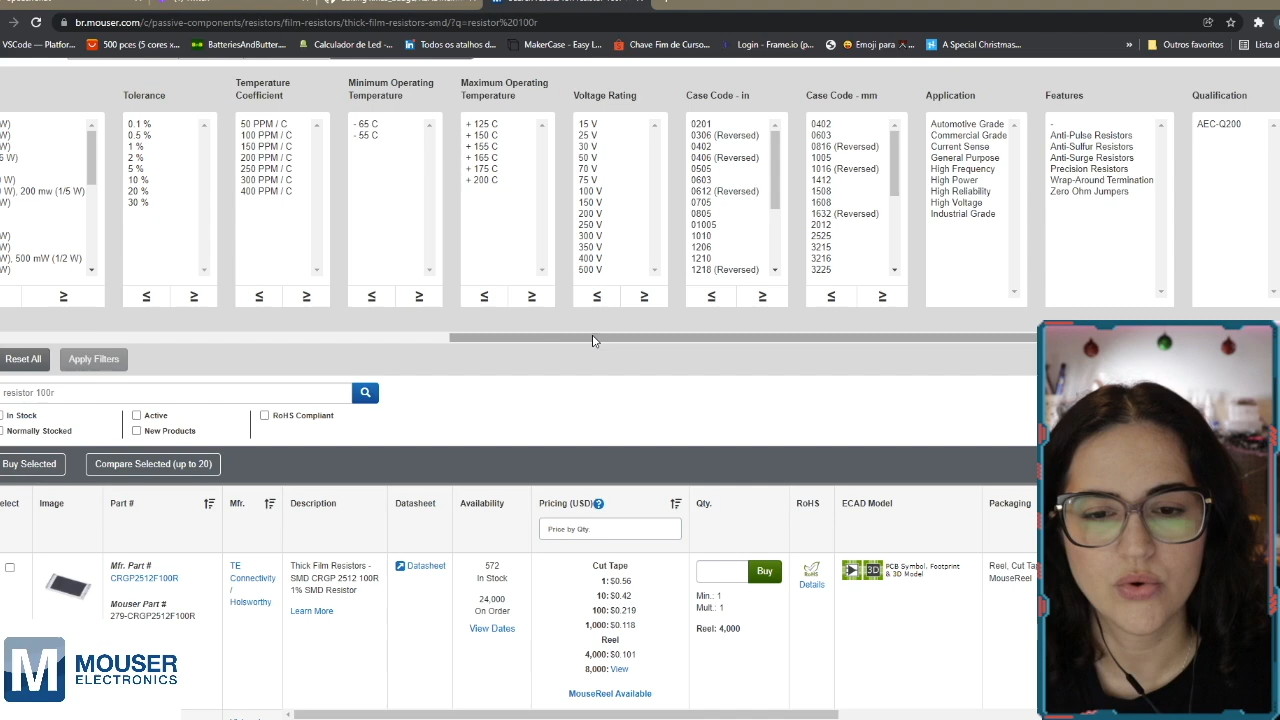 br.mouser.com/c/passive-components/resistors/film-resistors/thick-film-resistors-smd/?q=resistor%20100r
VSCode — Platfor...
500 pces (5 cores x...
BatteriesAndButter...
Calculador de Led -...
Todos os atalhos d...
MakerCase - Easy L...
Chave Fim de Curso...
Login - Frame.io (p...
Emoji para
A Special Christmas...
»
Outros favoritos
Lista d
Tolerance
0.1 %
0.5 %
1 %
2 %
5 %
10 %
20 %
30 %
W)
W)
W)
W), 200 mw (1/5 W)
W)
W)
W)
W), 500 mW (1/2 W)
W)
≥
≤ ≥
Temperature
Coefficient
50 PPM / C
100 PPM / C
150 PPM / C
200 PPM / C
250 PPM / C
300 PPM / C
400 PPM / C
≤ ≥
Minimum Operating
Temperature
- 65 C
- 55 C
≤ ≥
Maximum Operating
Temperature
+ 125 C
+ 150 C
+ 155 C
+ 165 C
+ 175 C
+ 200 C
≤ ≥
Voltage Rating
15 V
25 V
30 V
50 V
70 V
75 V
100 V
150 V
200 V
250 V
300 V
350 V
400 V
500 V
≤ ≥
Case Code - in
0201
0306 (Reversed)
0402
0406 (Reversed)
0505
0603
0612 (Reversed)
0705
0805
01005
1010
1206
1210
1218 (Reversed)
≤ ≥
Case Code - mm
0402
0603
0816 (Reversed)
1005
1016 (Reversed)
1412
1508
1608
1632 (Reversed)
2012
2525
3215
3216
3225
≤ ≥
Application
Automotive Grade
Commercial Grade
Current Sense
General Purpose
High Frequency
High Power
High Reliability
High Voltage
Industrial Grade
Features
-
Anti-Pulse Resistors
Anti-Sulfur Resistors
Anti-Surge Resistors
Precision Resistors
Wrap-Around Termination
Zero Ohm Jumpers
Qualification
AEC-Q200
Reset All
Apply Filters
resistor 100r
In Stock
Normally Stocked
Active
New Products
RoHS Compliant
Buy Selected
Compare Selected (up to 20)
elect
Image
Part #
Mfr.
Description
Datasheet
Availability
Pricing (USD)
Price by Qty.
Qty.
RoHS
ECAD Model
Packaging
Mfr. Part #
CRGP2512F100R
Mouser Part #
279-CRGP2512F100R
TE
Connectivity
/
Holsworthy
Thick Film Resistors -
SMD CRGP 2512 100R
1% SMD Resistor
Learn More
Datasheet
572
In Stock
24,000
On Order
View Dates
Cut Tape
1: $0.56
10: $0.42
100: $0.219
1,000: $0.118
Reel
4,000: $0.101
8,000: View
MouseReel Available
Buy
Min.: 1
Mult.: 1
Reel: 4,000
RoHS
Details
3D
PCB Symbol, Footprint
& 3D Model
Reel, Cut Ta
MouseReel
M
MOUSER
ELECTRONICS